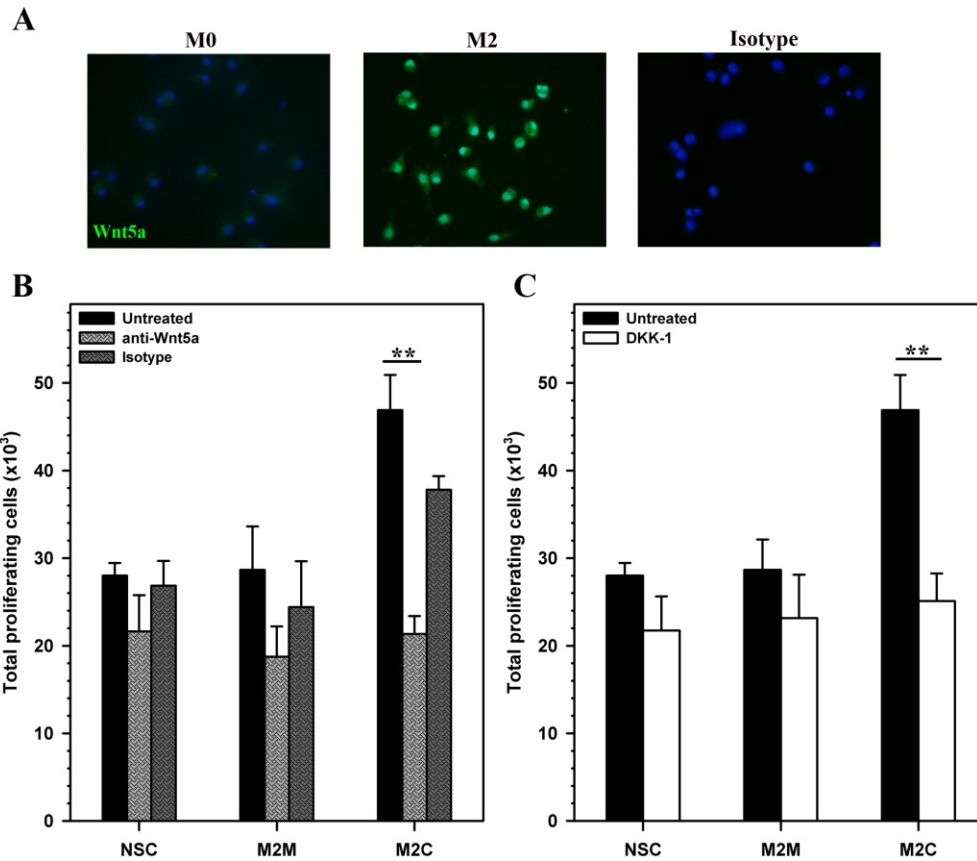 A
M0 M2 Isotype
Wnt5a
B
Untreated
anti-Wnt5a
Isotype
**
50
40
30
20
10
0
Total proliferating cells (x10³)
NSC M2M M2C
C
Untreated
DKK-1
**
50
40
30
20
10
0
Total proliferating cells (x10³)
NSC M2M M2C